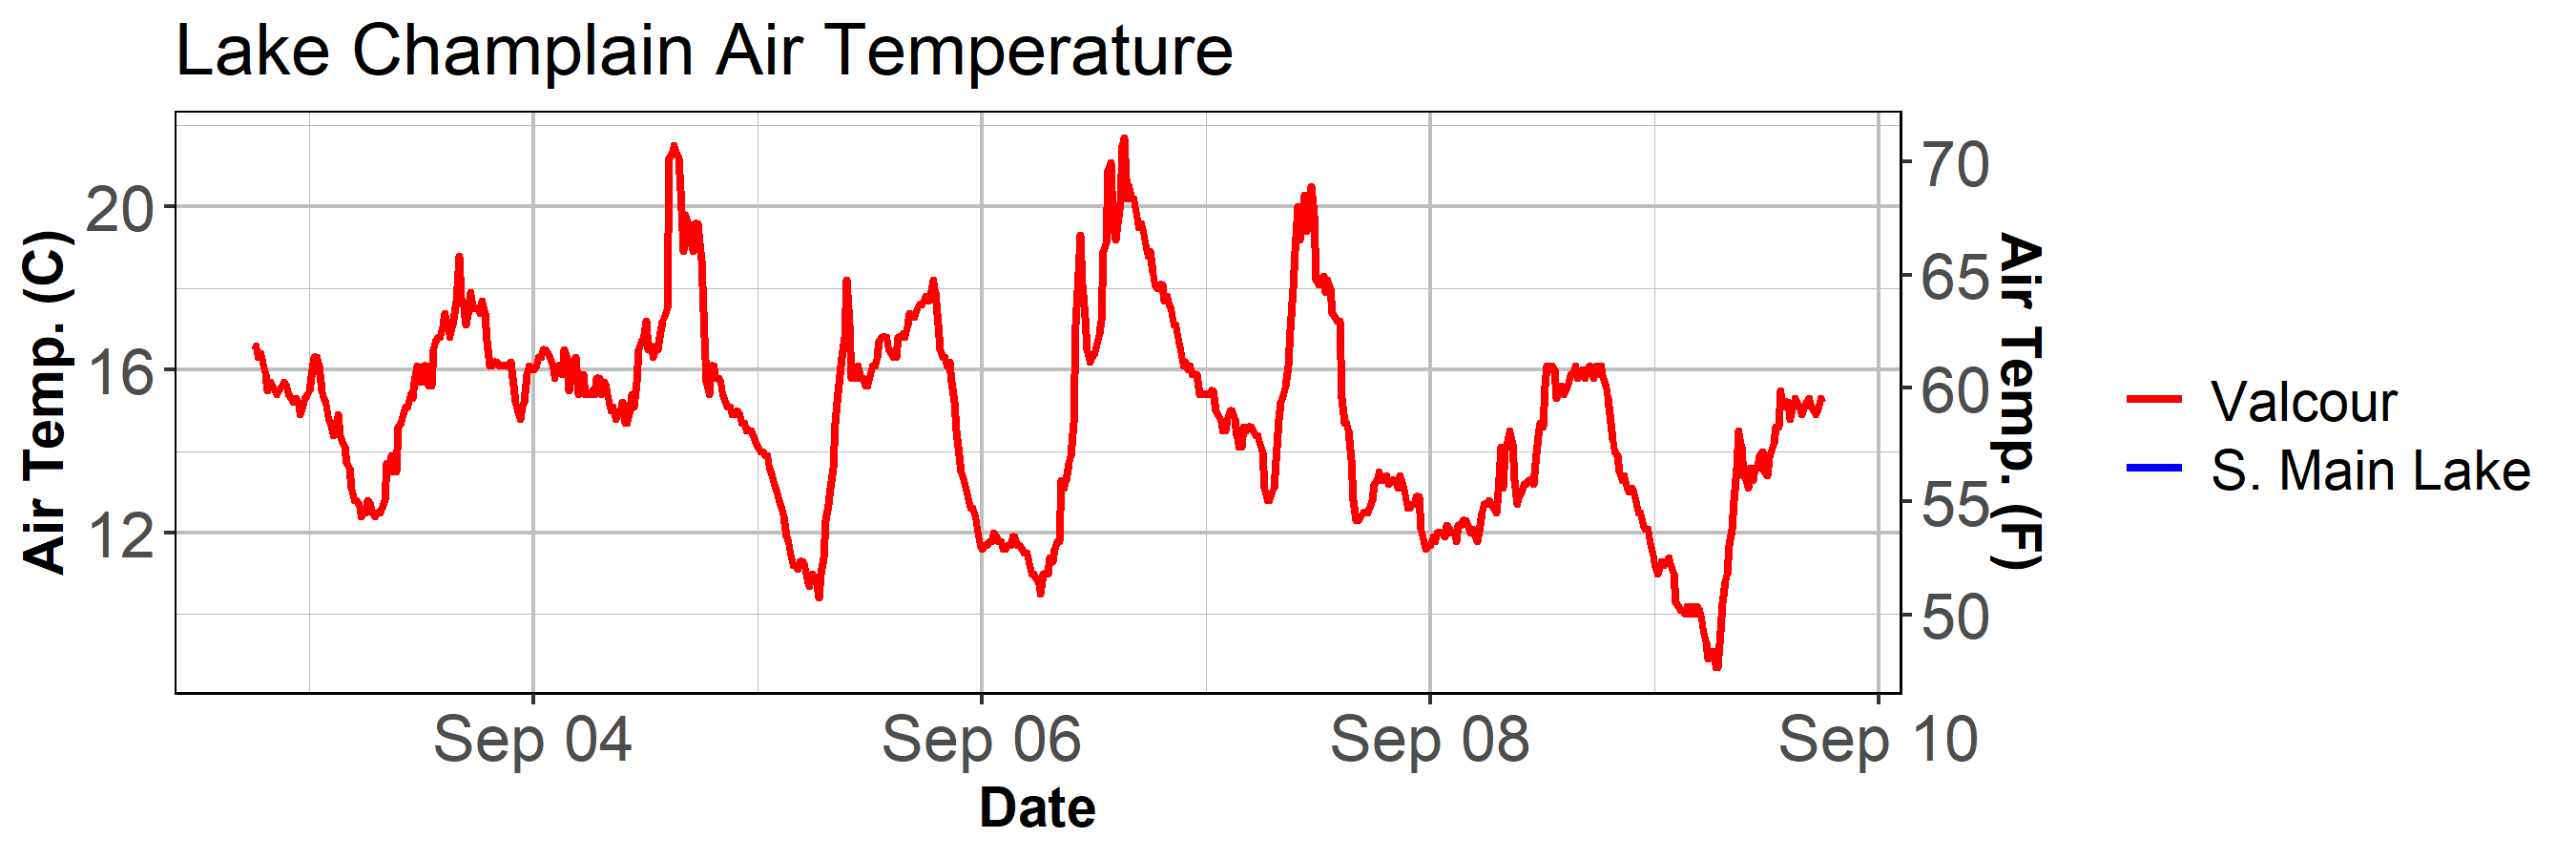 Lake Champlain Air Temperature
Air Temp. (C)
20
16
12
70
65
60
55
50
Air Temp. (F)
Sep 04
Sep 06
Sep 08
Sep 10
Date
Valcour
S. Main Lake